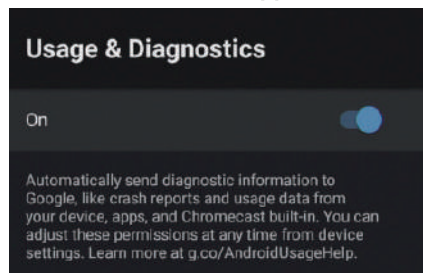 Usage & Diagnostics
On
Automatically send diagnostic information to
Google, like crash reports and usage data from
your device, apps, and Chromecast built-in. You can
adjust these permissions at any time from device
settings. Learn more at g.co/AndroidUsageHelp.